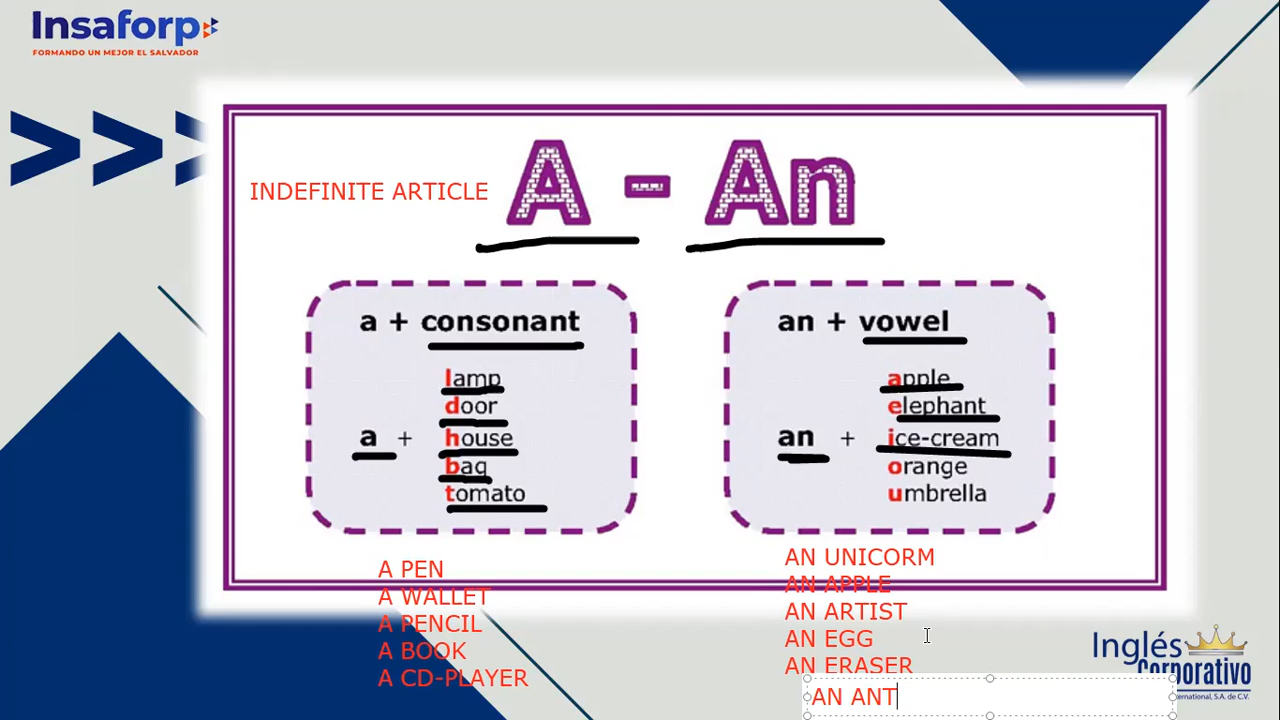 Insaforp
FORMANDO UN MEJOR EL SALVADOR
A - An
INDEFINITE ARTICLE
a + consonant
lamp
door
a + house
bag
tomato
an + vowel
apple
elephant
an + ice-cream
orange
umbrella
A PEN
A WALLET
A PENCIL
A BOOK
A CD-PLAYER
AN UNICORM
AN APPLE
AN ARTIST
AN EGG
AN ERASER
AN ANT
Inglés
Corporativo
ternational, S.A. de C.V.